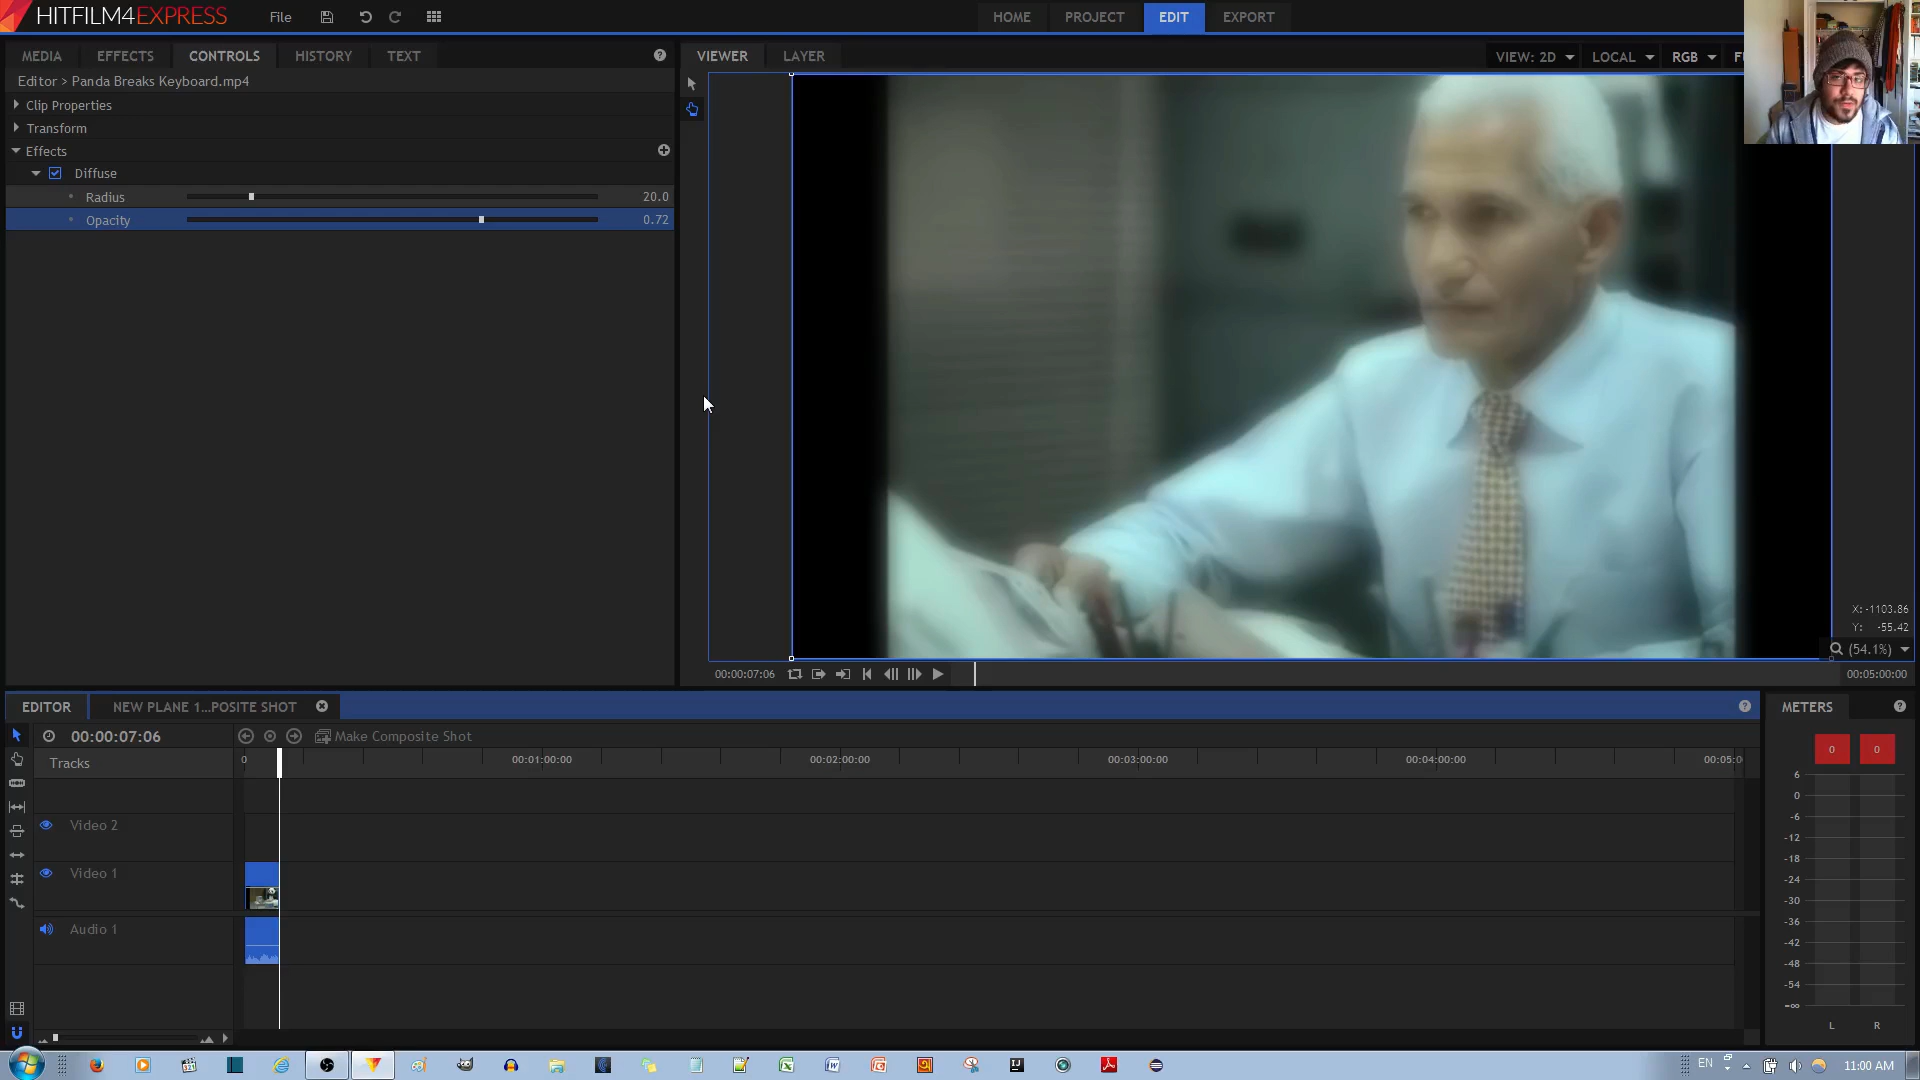 HITFILM4EXPRESS
File
HOME
PROJECT
EDIT
EXPORT
MEDIA
EFFECTS
CONTROLS
HISTORY
TEXT
VIEWER
LAYER
VIEW: 2D
LOCAL
RGB
Editor > Panda Breaks Keyboard.mp4
Clip Properties
Transform
Effects
Diffuse
Radius 20.0
Opacity 0.72
X: -1103.86
Y: -55.42
(54.1%)
00:00:07:06
00:05:00:00
EDITOR
NEW PLANE 1...POSITE SHOT
METERS
00:00:07:06
Make Composite Shot
Tracks
0
00:01:00:00
00:02:00:00
00:03:00:00
00:04:00:00
00:05:0
0
0
Video 2
Video 1
Audio 1
6
0
-6
-12
-18
-24
-30
-36
-42
-48
-54
-∞
L
R
EN
11:00 AM